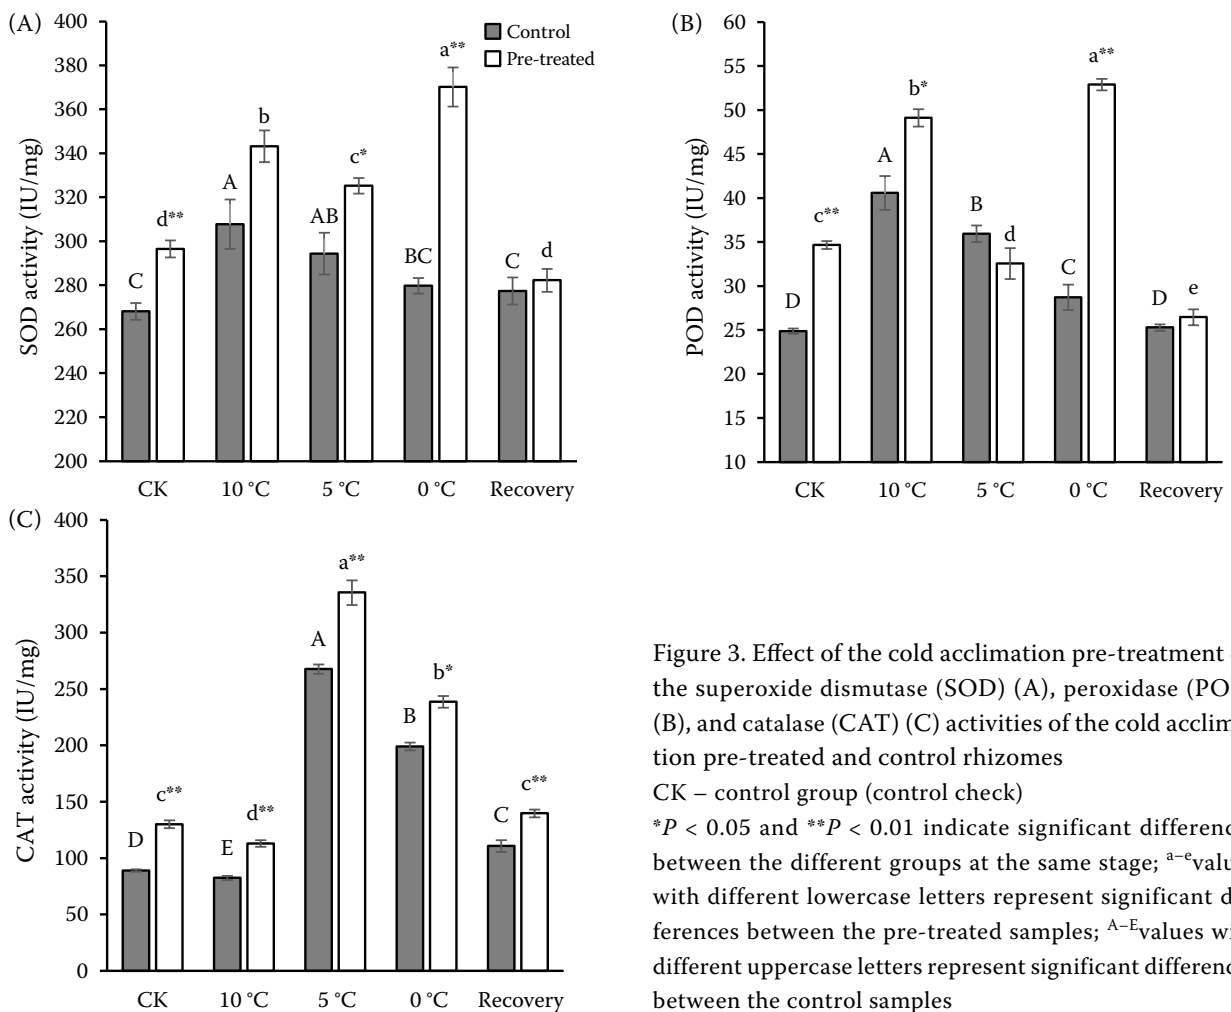 (A)
400
380
360
340
320
300
280
260
240
220
200
SOD activity (IU/mg)
Control
Pre-treated
C
d**
A
b
AB
c*
BC
a**
C
d
CK
10 °C
5 °C
0 °C
Recovery
(B)
60
55
50
45
40
35
30
25
20
15
10
POD activity (IU/mg)
D
c**
A
b*
B
d
C
a**
D
e
CK
10 °C
5 °C
0 °C
Recovery
(C)
400
350
300
250
200
150
100
50
0
CAT activity (IU/mg)
D
c**
E
d**
A
a**
B
b*
C
c**
CK
10 °C
5 °C
0 °C
Recovery
Figure 3. Effect of the cold acclimation pre-treatment
the superoxide dismutase (SOD) (A), peroxidase (PO
(B), and catalase (CAT) (C) activities of the cold acclim
tion pre-treated and control rhizomes
CK – control group (control check)
*P < 0.05 and **P < 0.01 indicate significant differenc
between the different groups at the same stage; a–evalu
with different lowercase letters represent significant d
ferences between the pre-treated samples; A–Evalues wi
different uppercase letters represent significant differenc
between the control samples